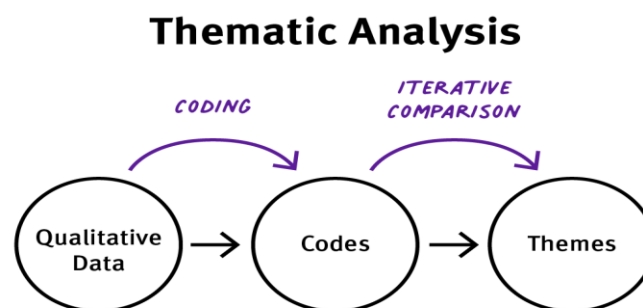 Thematic Analysis
CODING
ITERATIVE
COMPARISON
Qualitative
Data
Codes
Themes